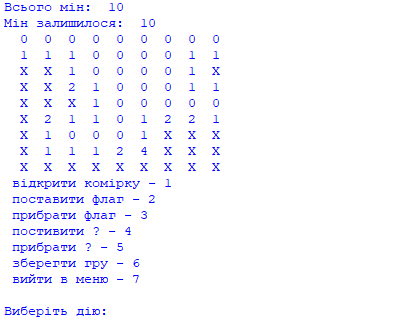 Всього мін:  10
Мін залишилося:  10
0 0 0 0 0 0 0 0 0
1 1 1 0 0 0 0 1 1
X X 1 0 0 0 0 1 X
X X 2 1 0 0 0 1 1
X X X 1 0 0 0 0 0
X 2 1 1 0 1 2 2 1
X 1 0 0 0 1 X X X
X 1 1 1 2 4 X X X
X X X X X X X X X
відкрити комірку - 1
поставити флаг - 2
прибрати флаг - 3
постивити ? - 4
прибрати ? - 5
зберегти гру - 6
вийти в меню - 7
Виберіть дію: